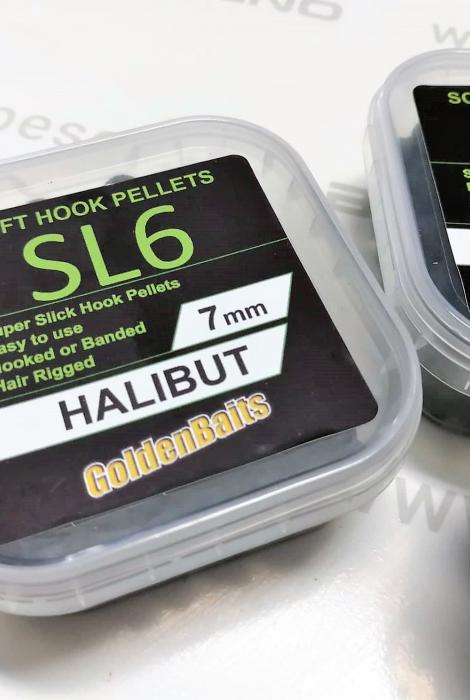 FT HOOK PELLETS
SL6
uper Slick Hook Pellets
asy to use
ooked or Banded
Hair Rigged
7mm
HALIBUT
GoldenBaits
SO
S